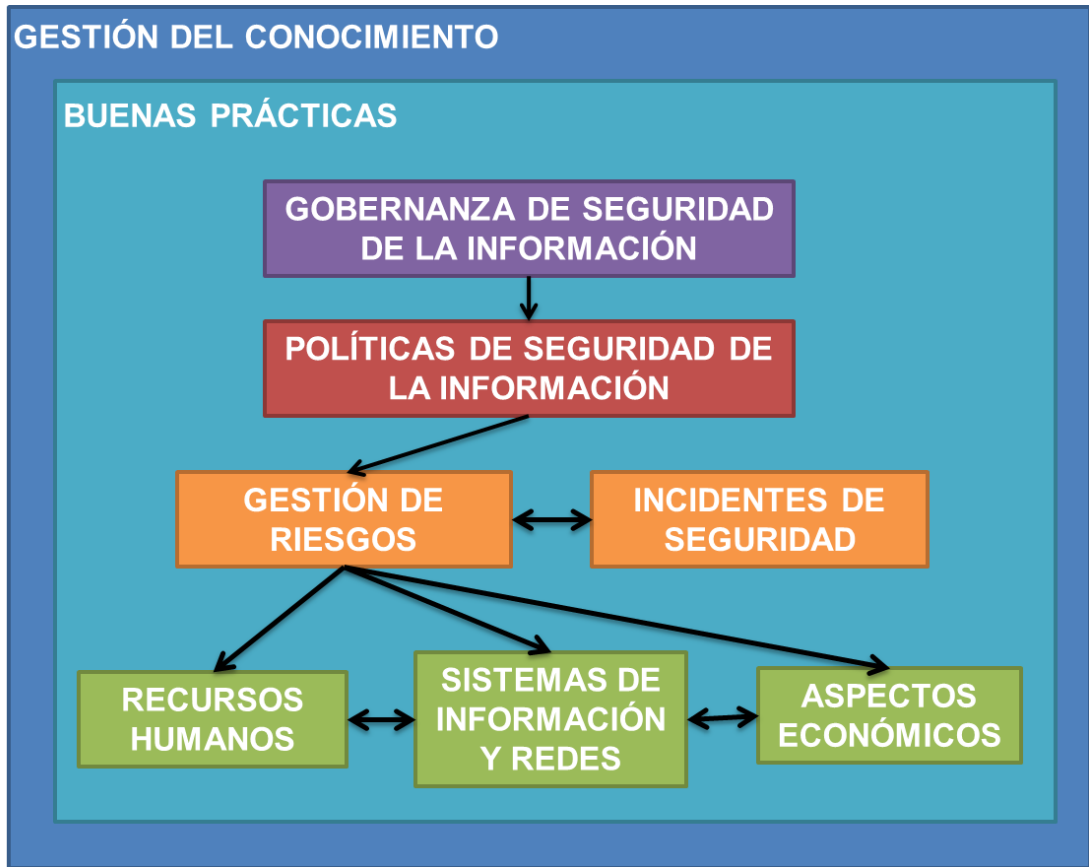 GESTIÓN DEL CONOCIMIENTO
BUENAS PRÁCTICAS
GOBERNANZA DE SEGURIDAD
DE LA INFORMACIÓN
POLÍTICAS DE SEGURIDAD DE
LA INFORMACIÓN
GESTIÓN DE
RIESGOS
INCIDENTES DE
SEGURIDAD
RECURSOS
HUMANOS
SISTEMAS DE
INFORMACIÓN
Y REDES
ASPECTOS
ECONÓMICOS